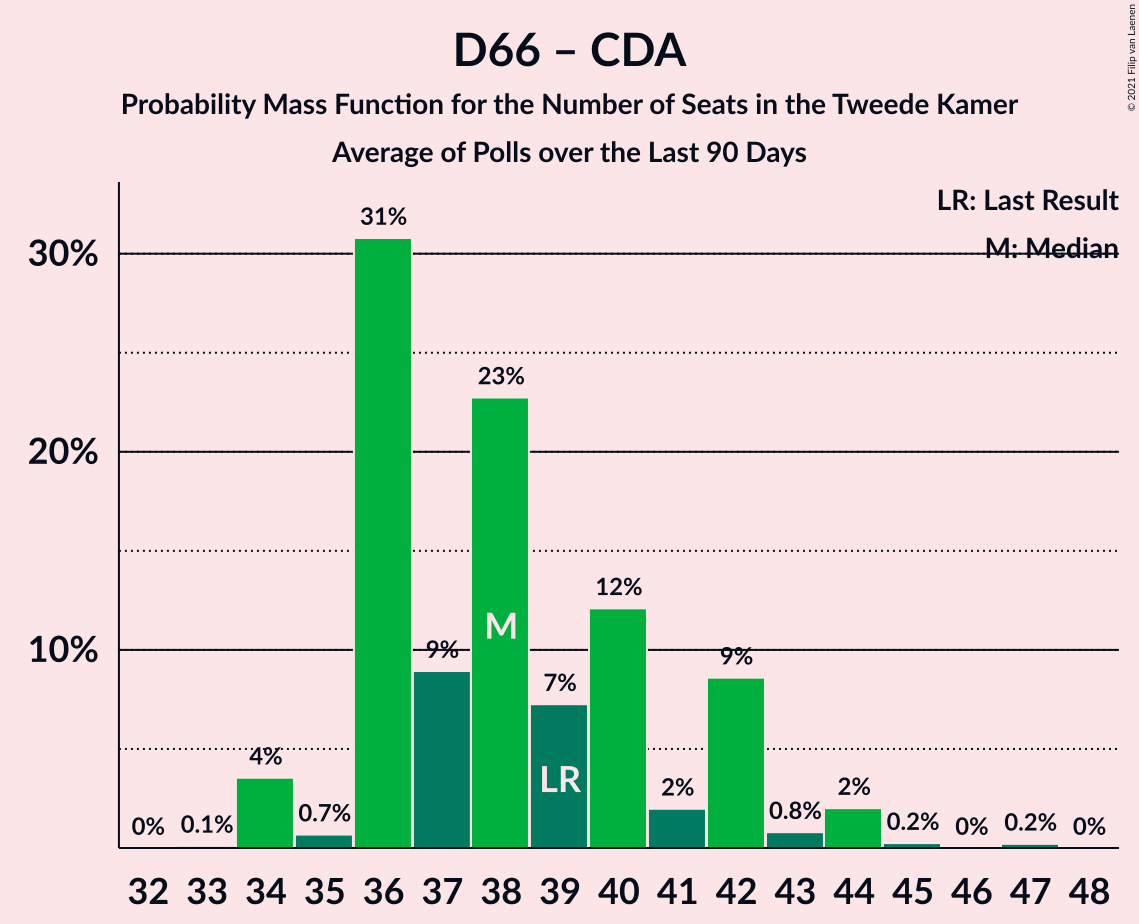 D66 – CDA
Probability Mass Function for the Number of Seats in the Tweede Kamer
Average of Polls over the Last 90 Days
© 2021 Filip van Laenen
LR: Last Result
M: Median
30%
20%
10%
0%
0.1%
4%
0.7%
31%
9%
23%
M
7%
LR
12%
2%
9%
0.8%
2%
0.2%
0%
0.2%
0%
32 33 34 35 36 37 38 39 40 41 42 43 44 45 46 47 48